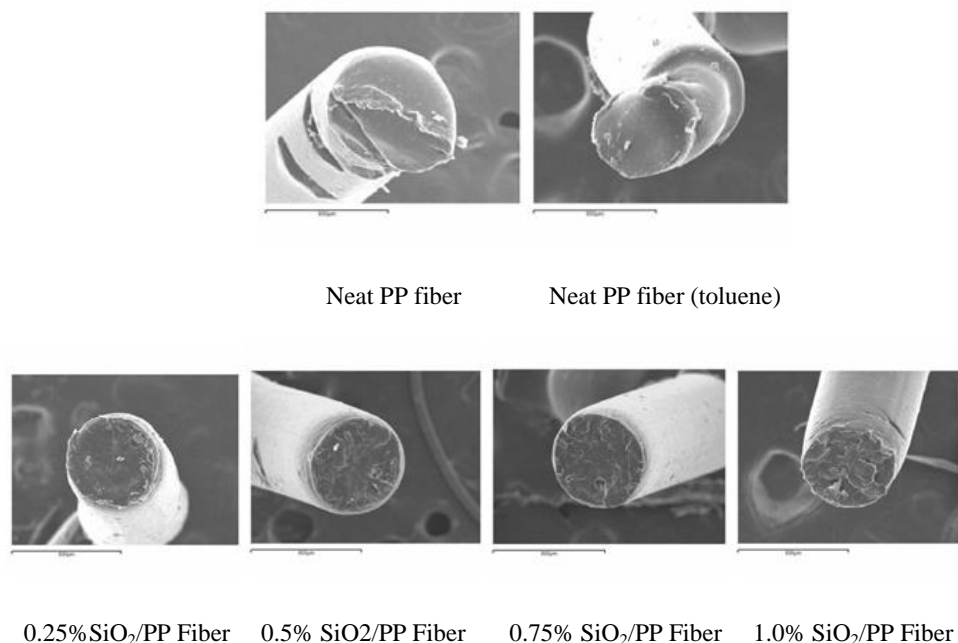 Neat PP fiber
Neat PP fiber (toluene)
0.25%SiO₂/PP Fiber
0.5% SiO2/PP Fiber
0.75% SiO₂/PP Fiber
1.0% SiO₂/PP Fiber